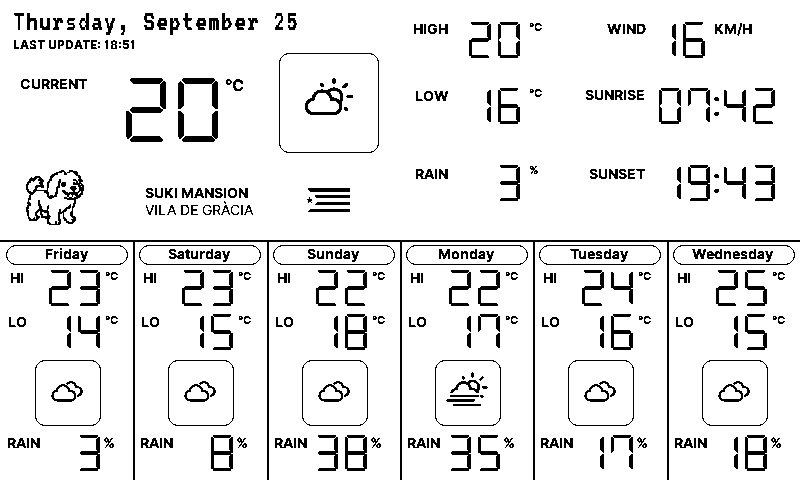 Thursday, September 25
LAST UPDATE: 18:51
CURRENT 20 °C
HIGH 20 °C
WIND 16 KM/H
LOW 16 °C
SUNRISE 07:42
RAIN 3 %
SUNSET 19:43
SUKI MANSION
VILA DE GRÀCIA
Friday
HI 23 °C
LO 14 °C
RAIN 3 %
Saturday
HI 23 °C
LO 15 °C
RAIN 8 %
Sunday
HI 22 °C
LO 18 °C
RAIN 38 %
Monday
HI 22 °C
LO 17 °C
RAIN 35 %
Tuesday
HI 24 °C
LO 16 °C
RAIN 17 %
Wednesday
HI 25 °C
LO 15 °C
RAIN 18 %